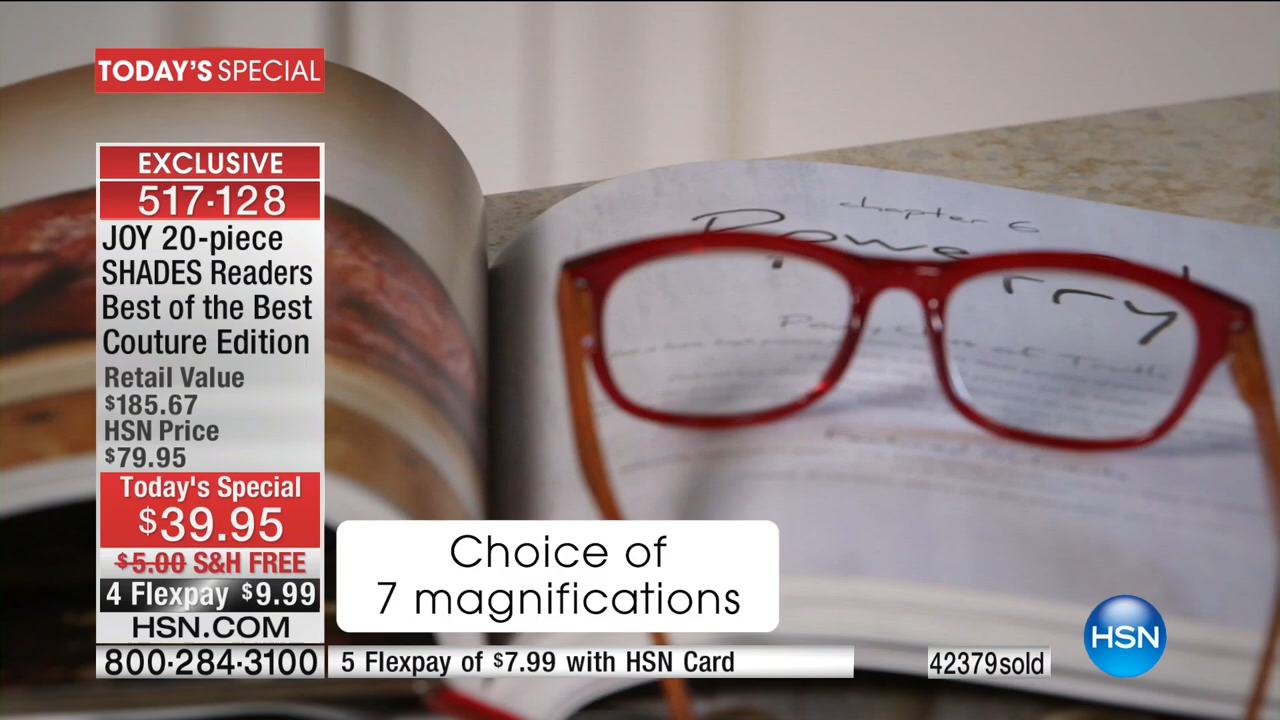 TODAY'S SPECIAL
EXCLUSIVE
517·128
JOY 20-piece
SHADES Readers
Best of the Best
Couture Edition
Retail Value
$185.67
HSN Price
$79.95
Today's Special
$39.95
$5.00 S&H FREE
4 Flexpay $9.99
HSN.COM
800·284·3100
5 Flexpay of $7.99 with HSN Card
42379sold
Choice of
7 magnifications
HSN
chapter 6